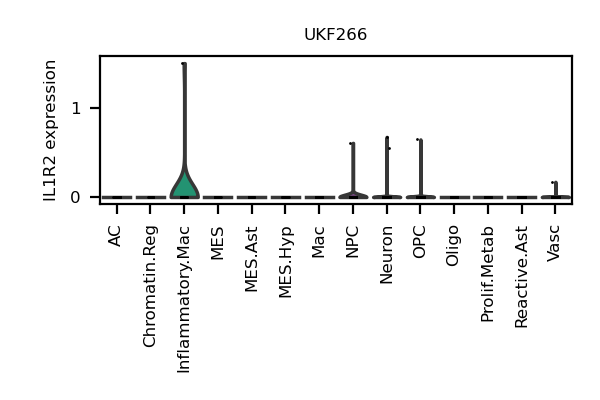 UKF266
IL1R2 expression
1
0
AC
Chromatin.Reg
Inflammatory.Mac
MES
MES.Ast
MES.Hyp
Mac
NPC
Neuron
OPC
Oligo
Prolif.Metab
Reactive.Ast
Vasc